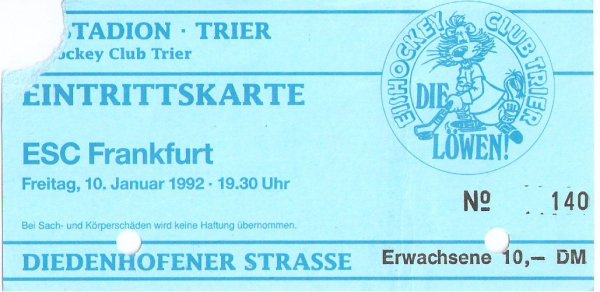 STADION · TRIER
ockey Club Trier
EINTRITTSKARTE
EISHOCKEY CLUB TRIER
DIE
LÖWEN!
ESC Frankfurt
Freitag, 10. Januar 1992 · 19.30 Uhr
Nº 140
Bei Sach- und Körperschäden wird keine Haftung übernommen.
DIEDENHOFENER STRASSE
Erwachsene 10,— DM